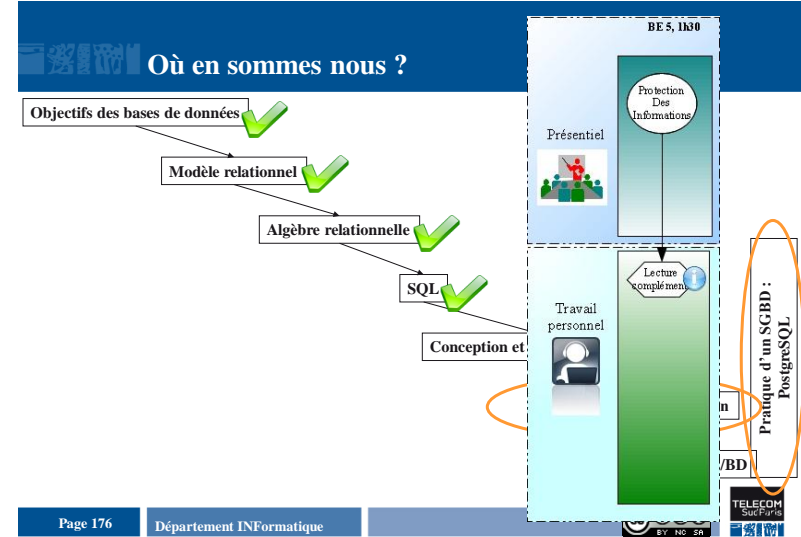 BE 5, 1h30
Où en sommes nous ?
Objectifs des bases de données
Modèle relationnel
Algèbre relationnelle
SQL
Conception et
Présentiel
Protection
Des
Informations
Travail
personnel
Lecture
complémen
n
/BD
Pratique d'un SGBD :
PostgreSQL
Page 176
Département INFormatique
BY NC SA
TELECOM
SudParis